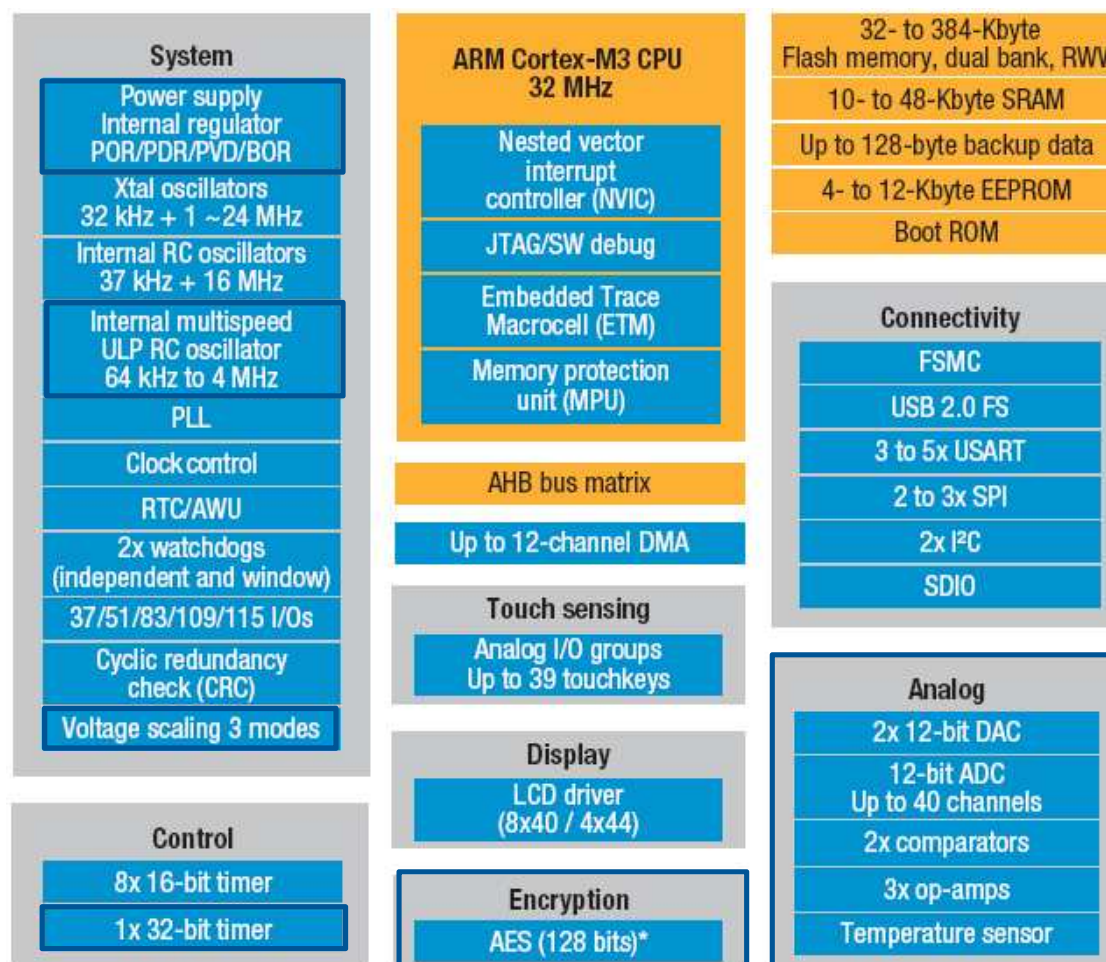 System
Power supply
Internal regulator
POR/PDR/PVD/BOR
Xtal oscillators
32 kHz + 1 ~24 MHz
Internal RC oscillators
37 kHz + 16 MHz
Internal multispeed
ULP RC oscillator
64 kHz to 4 MHz
PLL
Clock control
RTC/AWU
2x watchdogs
(independent and window)
37/51/83/109/115 I/Os
Cyclic redundancy
check (CRC)
Voltage scaling 3 modes
Control
8x 16-bit timer
1x 32-bit timer
ARM Cortex-M3 CPU
32 MHz
Nested vector
interrupt
controller (NVIC)
JTAG/SW debug
Embedded Trace
Macrocell (ETM)
Memory protection
unit (MPU)
AHB bus matrix
Up to 12-channel DMA
Touch sensing
Analog I/O groups
Up to 39 touchkeys
Display
LCD driver
(8x40 / 4x44)
Encryption
AES (128 bits)*
32- to 384-Kbyte
Flash memory, dual bank, RWW
10- to 48-Kbyte SRAM
Up to 128-byte backup data
4- to 12-Kbyte EEPROM
Boot ROM
Connectivity
FSMC
USB 2.0 FS
3 to 5x USART
2 to 3x SPI
2x I²C
SDIO
Analog
2x 12-bit DAC
12-bit ADC
Up to 40 channels
2x comparators
3x op-amps
Temperature sensor